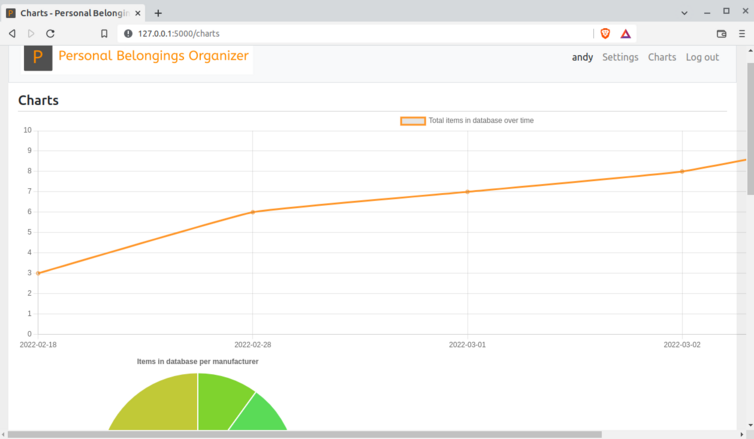 Charts - Personal Belongin
127.0.0.1:5000/charts
P Personal Belongings Organizer
andy Settings Charts Log out
Charts
Total items in database over time
10
9
8
7
6
5
4
3
2
1
0
2022-02-18 2022-02-28 2022-03-01 2022-03-02
Items in database per manufacturer